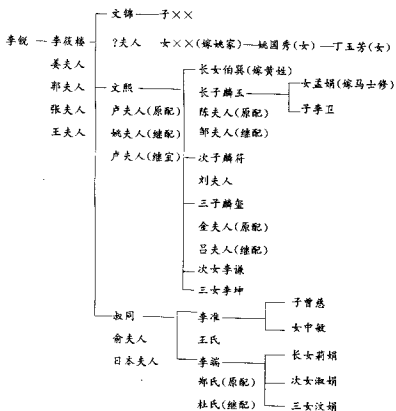 文锦 子××
李锐 李筱楼 ?夫人 女××(嫁姚家) 姚国秀(女) 丁玉芳(女)
姜夫人
郭夫人 文熙 长女伯巽(嫁黄姓)
张夫人 卢夫人(原配) 长子麟玉 女孟娟(嫁马士修)
王夫人 姚夫人(继配) 陈夫人(原配) 子季卫
卢夫人(继室) 邹夫人(继配)
次子麟符
刘夫人
三子麟玺
金夫人(原配)
吕夫人(继配)
次女季谦
三女季坤
叔同 李准 子曾慈
俞夫人 王氏 女中敏
日本夫人 李端 长女莉娟
郑氏(原配) 次女淑娟
杜氏(继配) 三女汶娟